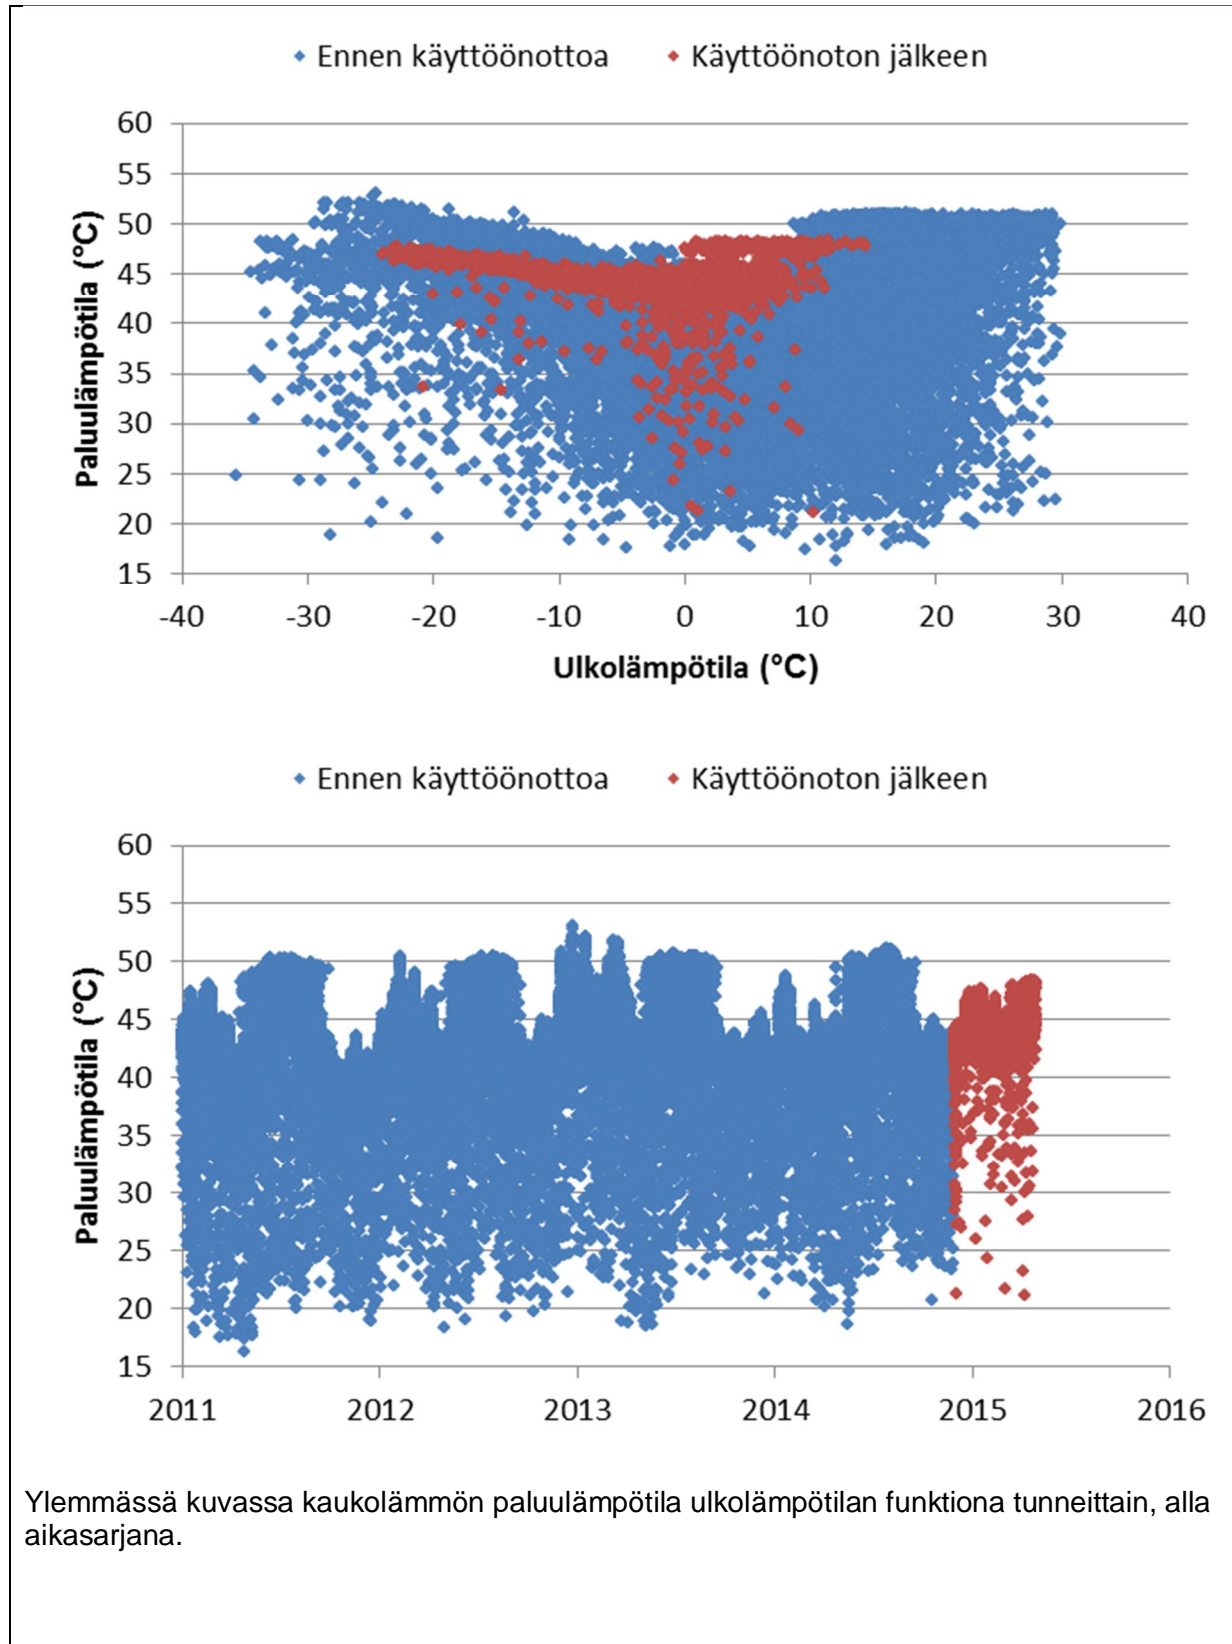 Ennen käyttöönottoa Käyttöönoton jälkeen
60
55
50
45
40
35
30
25
20
15
Paluulämpötila (°C)
-40 -30 -20 -10 0 10 20 30 40
Ulkolämpötila (°C)
Ennen käyttöönottoa Käyttöönoton jälkeen
60
55
50
45
40
35
30
25
20
15
Paluulämpötila (°C)
2011 2012 2013 2014 2015 2016
Ylemmässä kuvassa kaukolämmön paluulämpötila ulkolämpötilan funktiona tunneittain, alla
aikasarjana.